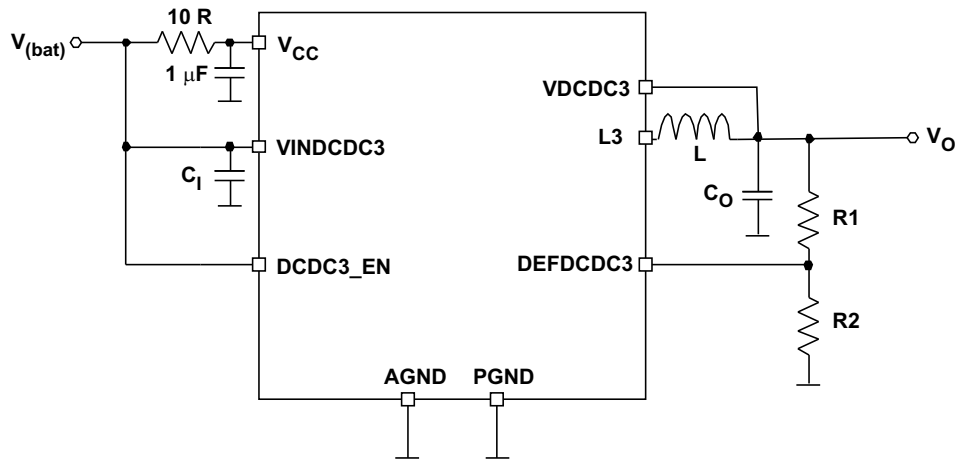 10 R
V(bat)
VCC
1 μF
VDCDC3
L3
VO
VINDCDC3
L
CI
CO
R1
DCDC3_EN
DEFDCDC3
R2
AGND
PGND